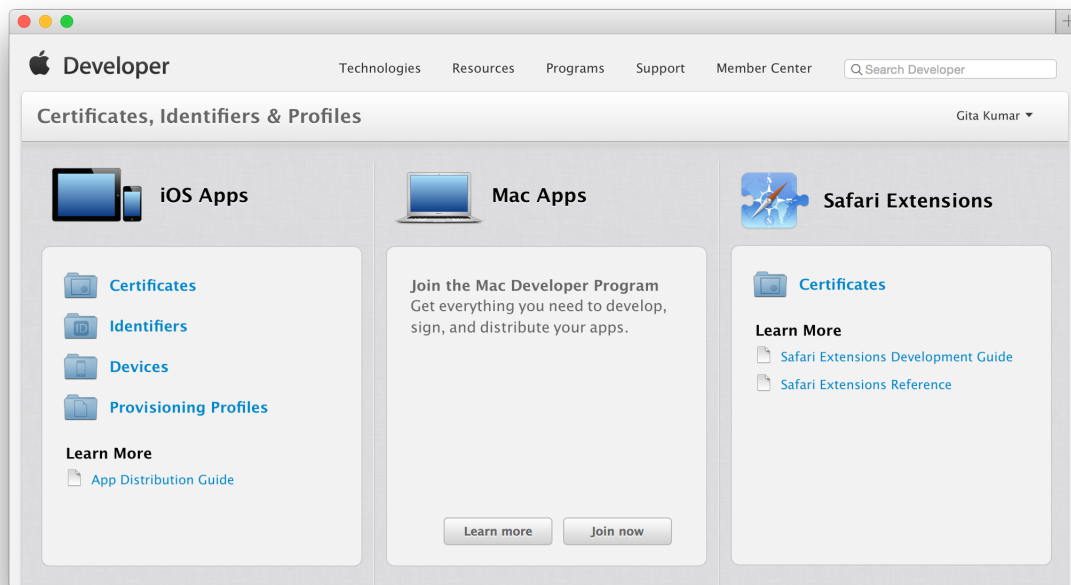 Developer
Technologies
Resources
Programs
Support
Member Center
Search Developer
Certificates, Identifiers & Profiles
Gita Kumar
iOS Apps
Certificates
ID
Identifiers
Devices
Provisioning Profiles
Learn More
App Distribution Guide
Mac Apps
Join the Mac Developer Program
Get everything you need to develop,
sign, and distribute your apps.
Learn more
Join now
Safari Extensions
Certificates
Learn More
Safari Extensions Development Guide
Safari Extensions Reference